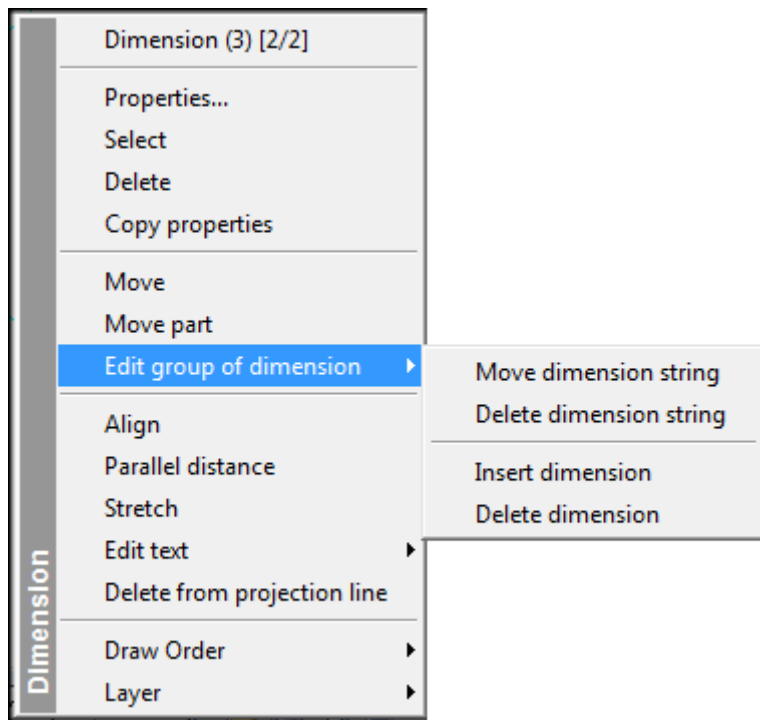 Dimension (3) [2/2]
Properties...
Select
Delete
Copy properties
Move
Move part
Edit group of dimension
Move dimension string
Delete dimension string
Insert dimension
Delete dimension
Align
Parallel distance
Stretch
Edit text
Delete from projection line
Draw Order
Layer
DImension